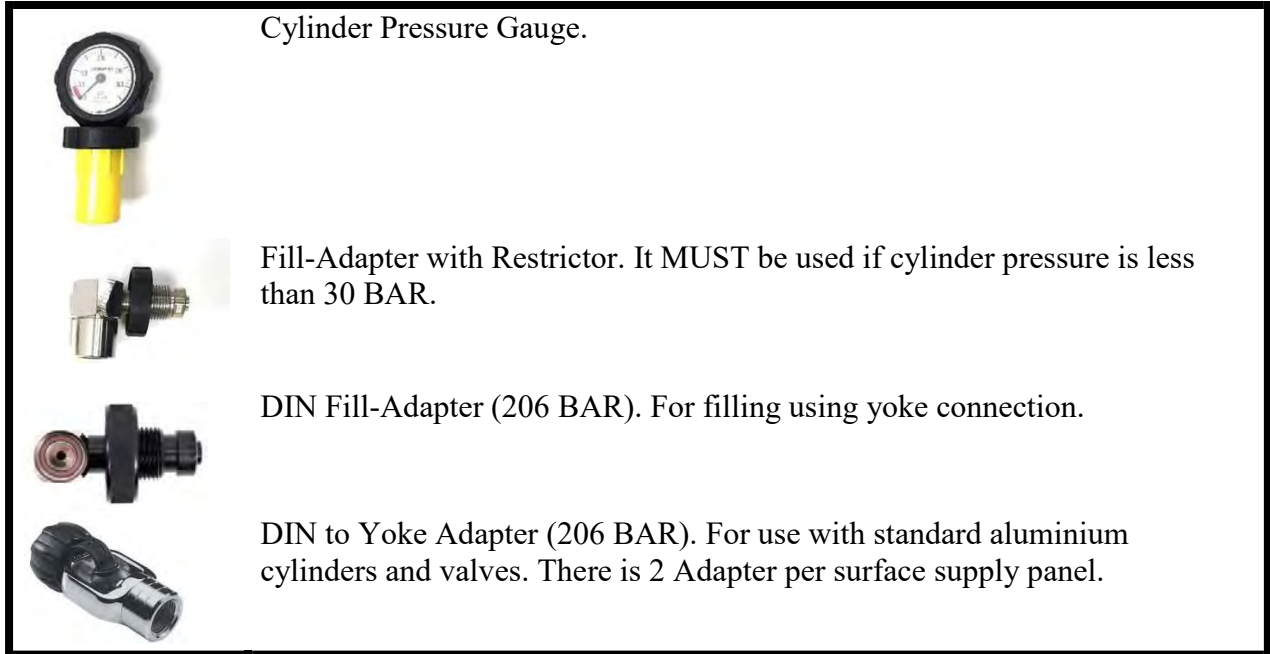 Cylinder Pressure Gauge.
Fill-Adapter with Restrictor. It MUST be used if cylinder pressure is less
than 30 BAR.
DIN Fill-Adapter (206 BAR). For filling using yoke connection.
DIN to Yoke Adapter (206 BAR). For use with standard aluminium
cylinders and valves. There is 2 Adapter per surface supply panel.